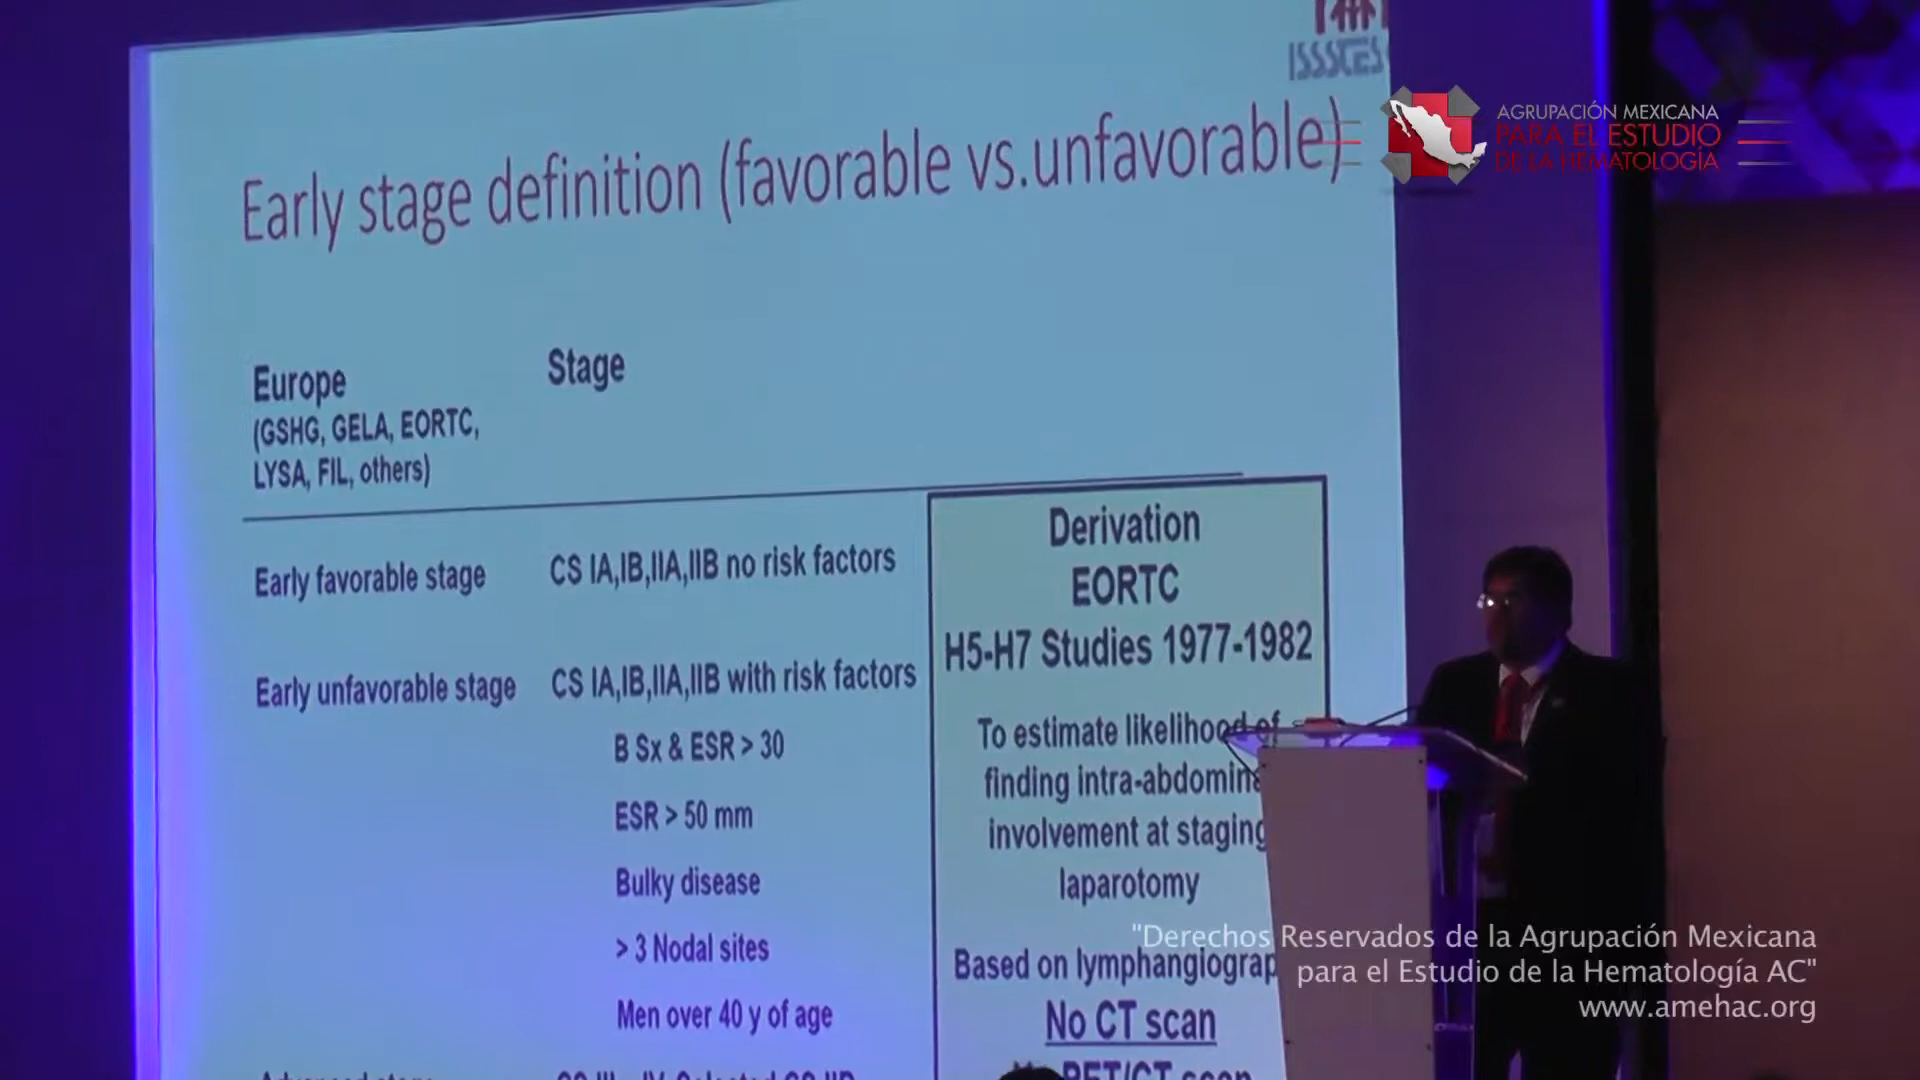 ISSSTES
AGRUPACIÓN MEXICANA
PARA EL ESTUDIO
DE LA HEMATOLOGÍA
Early stage definition (favorable vs.unfavorable)
Europe
(GSHG, GELA, EORTC,
LYSA, FIL, others)
Stage
Early favorable stage
CS IA,IB,IIA,IIB no risk factors
Early unfavorable stage
CS IA,IB,IIA,IIB with risk factors
B Sx & ESR > 30
ESR > 50 mm
Bulky disease
> 3 Nodal sites
Men over 40 y of age
Derivation
EORTC
H5-H7 Studies 1977-1982
To estimate likelihood of
finding intra-abdomina
involvement at staging
laparotomy
Based on lymphangiograp
No CT scan
PET/CT scan
"Derechos Reservados de la Agrupación Mexicana
para el Estudio de la Hematología AC"
www.amehac.org